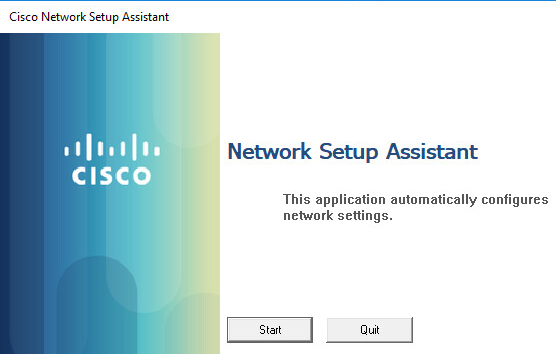 Cisco Network Setup Assistant
CISCO
Network Setup Assistant
This application automatically configures
network settings.
Start
Quit